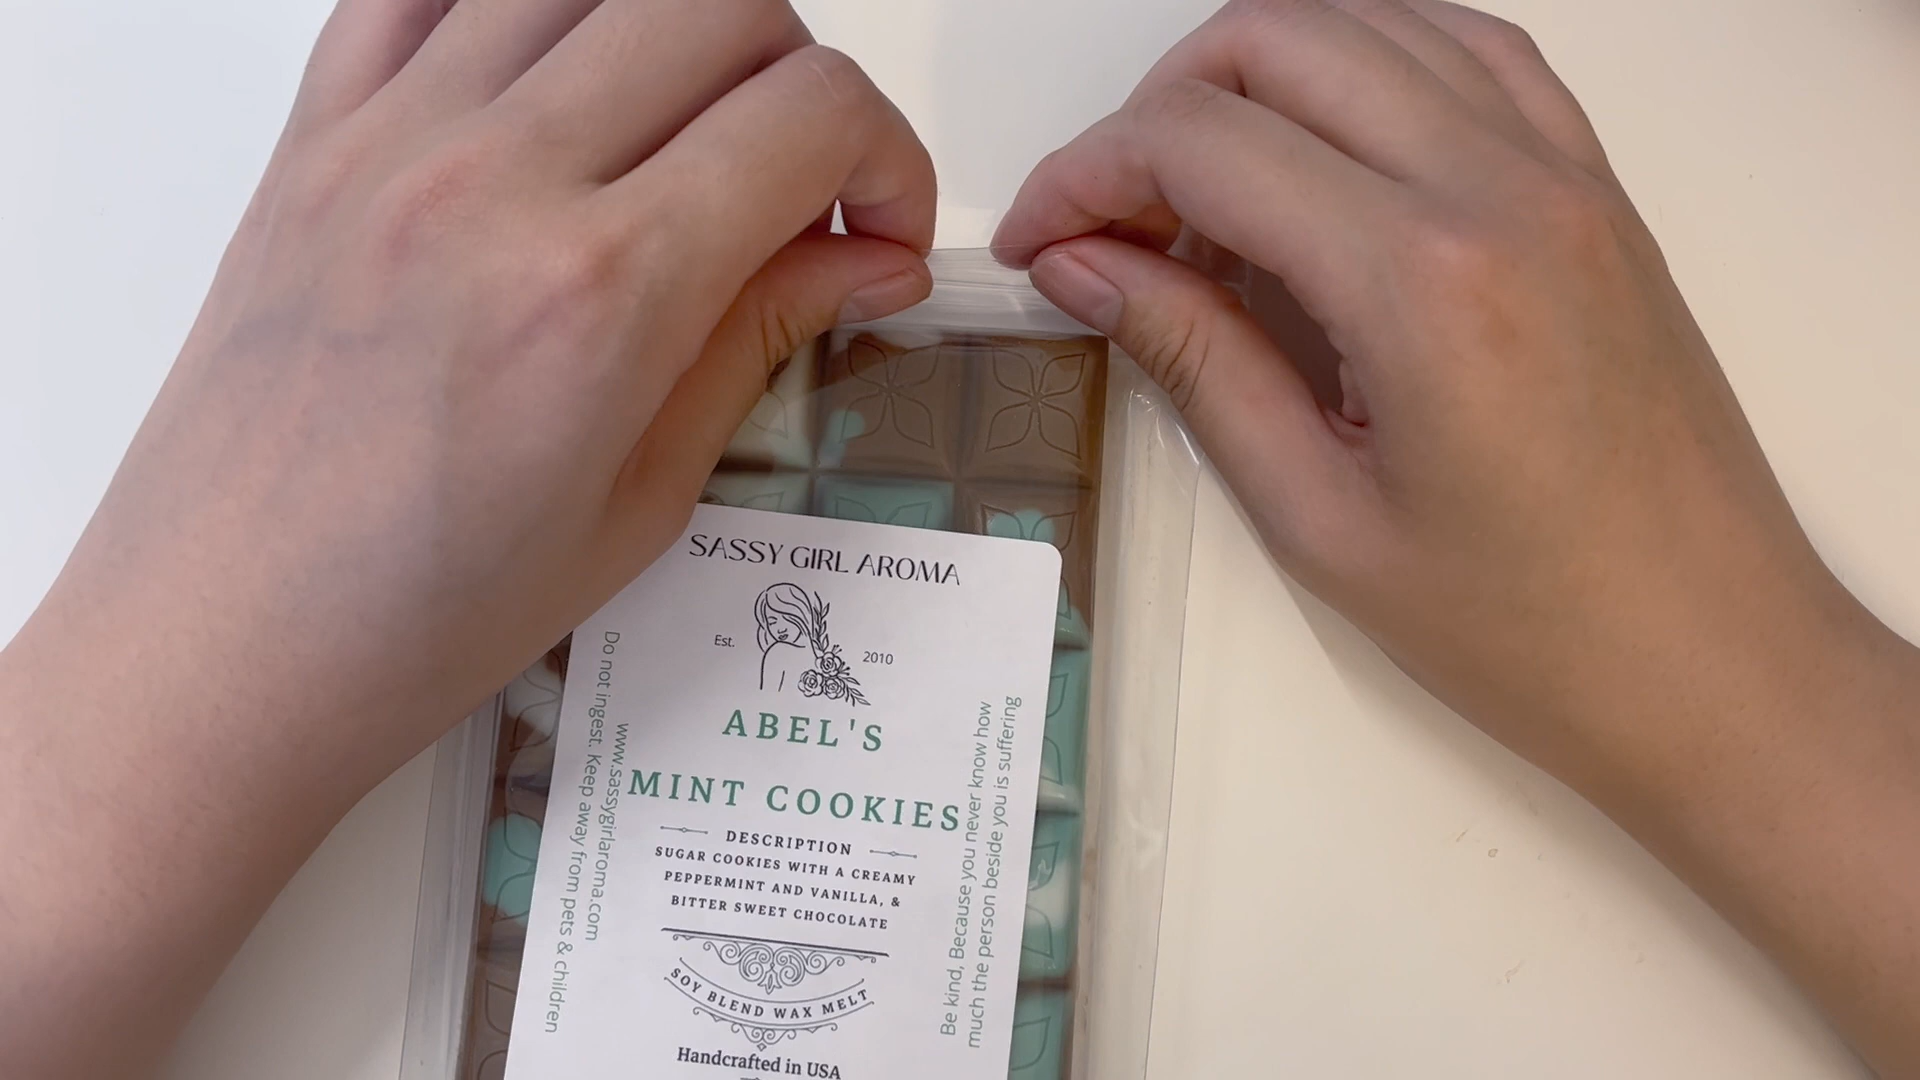 SASSY GIRL AROMA
Est. 2010
ABEL'S
MINT COOKIES
DESCRIPTION
SUGAR COOKIES WITH A CREAMY
PEPPERMINT AND VANILLA, &
BITTER SWEET CHOCOLATE
SOY BLEND WAX MELT
Handcrafted in USA
www.sassygirlaroma.com
Do not ingest. Keep away from pets & children
Be kind, Because you never know how
much the person beside you is suffering